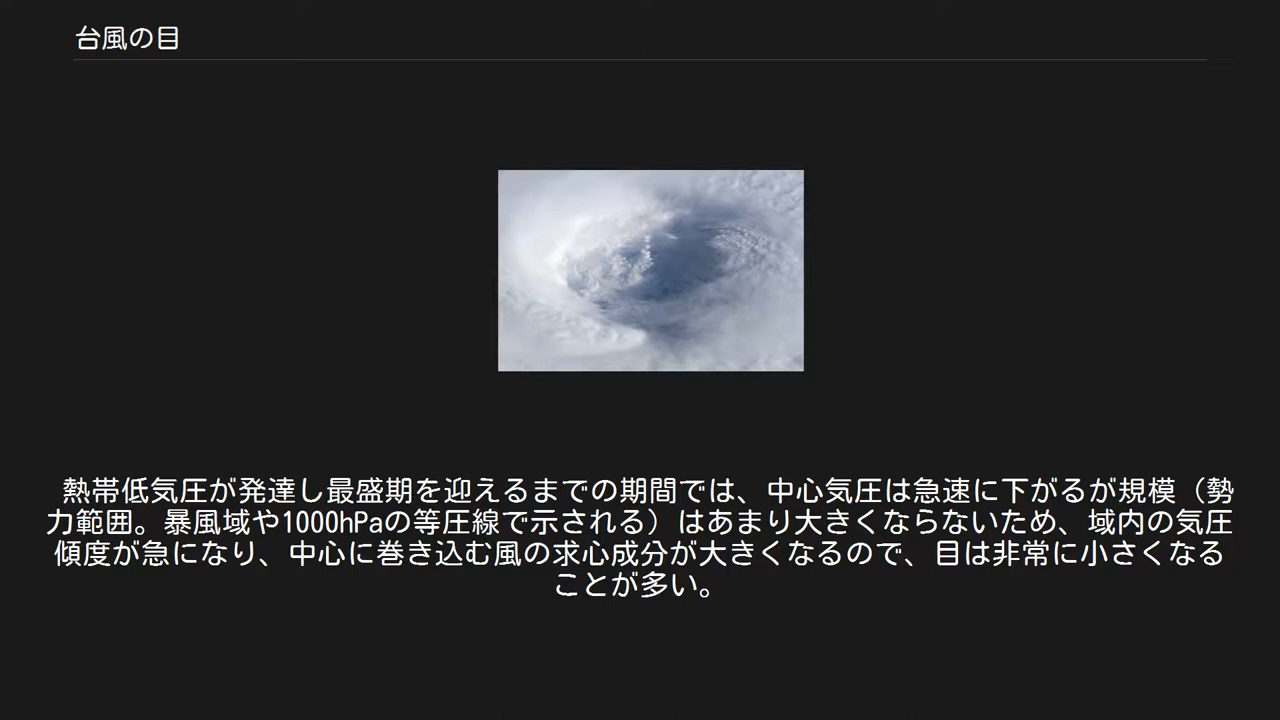 台風の目
熱帯低気圧が発達し最盛期を迎えるまでの期間では、中心気圧は急速に下がるが規模（勢
力範囲。暴風域や1000hPaの等圧線で示される）はあまり大きくならないため、域内の気圧
傾度が急になり、中心に巻き込む風の求心成分が大きくなるので、目は非常に小さくなる
ことが多い。